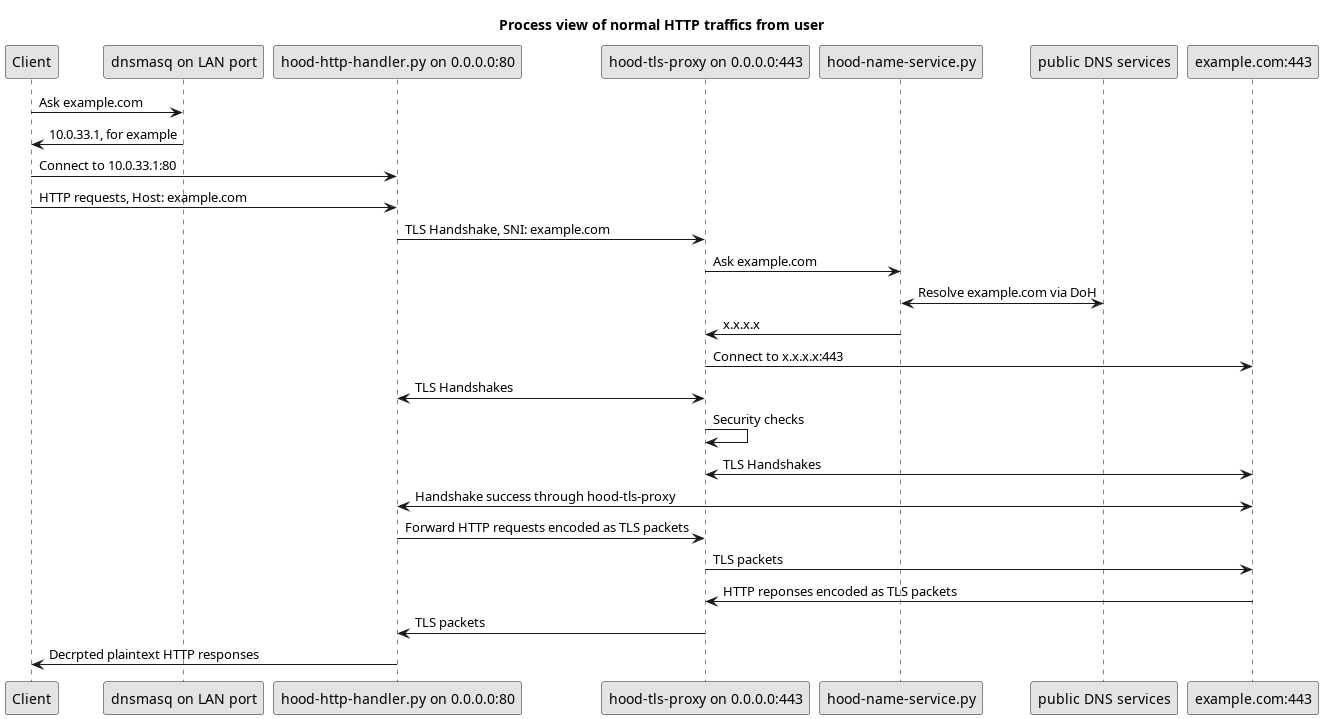 Process view of normal HTTP traffics from user
Client
dnsmasq on LAN port
hood-http-handler.py on 0.0.0.0:80
hood-tls-proxy on 0.0.0.0:443
hood-name-service.py
public DNS services
example.com:443
Ask example.com
10.0.33.1, for example
Connect to 10.0.33.1:80
HTTP requests, Host: example.com
TLS Handshake, SNI: example.com
Ask example.com
Resolve example.com via DoH
x.x.x.x
Connect to x.x.x.x:443
TLS Handshakes
Security checks
TLS Handshakes
Handshake success through hood-tls-proxy
Forward HTTP requests encoded as TLS packets
TLS packets
HTTP reponses encoded as TLS packets
TLS packets
Decrpted plaintext HTTP responses
Client
dnsmasq on LAN port
hood-http-handler.py on 0.0.0.0:80
hood-tls-proxy on 0.0.0.0:443
hood-name-service.py
public DNS services
example.com:443